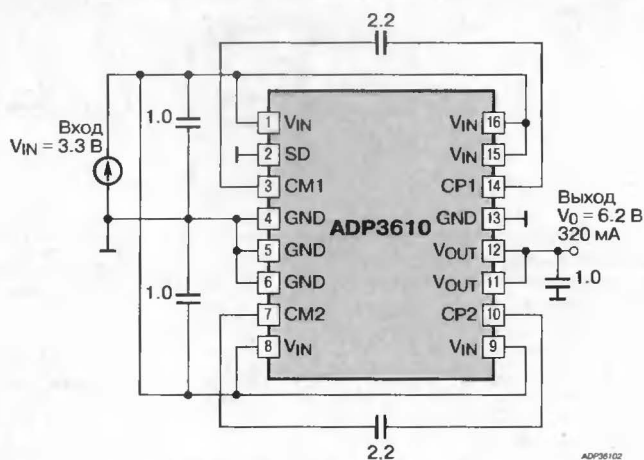 2.2
1.0
Вход
VIN = 3.3 В
1 VIN
2 SD
3 CM1
4 GND
5 GND
6 GND
7 CM2
8 VIN
ADP3610
VIN 16
VIN 15
CP1 14
GND 13
VOUT 12
VOUT 11
CP2 10
VIN 9
Выход
VO = 6.2 В
320 мА
1.0
1.0
2.2
ADP36102